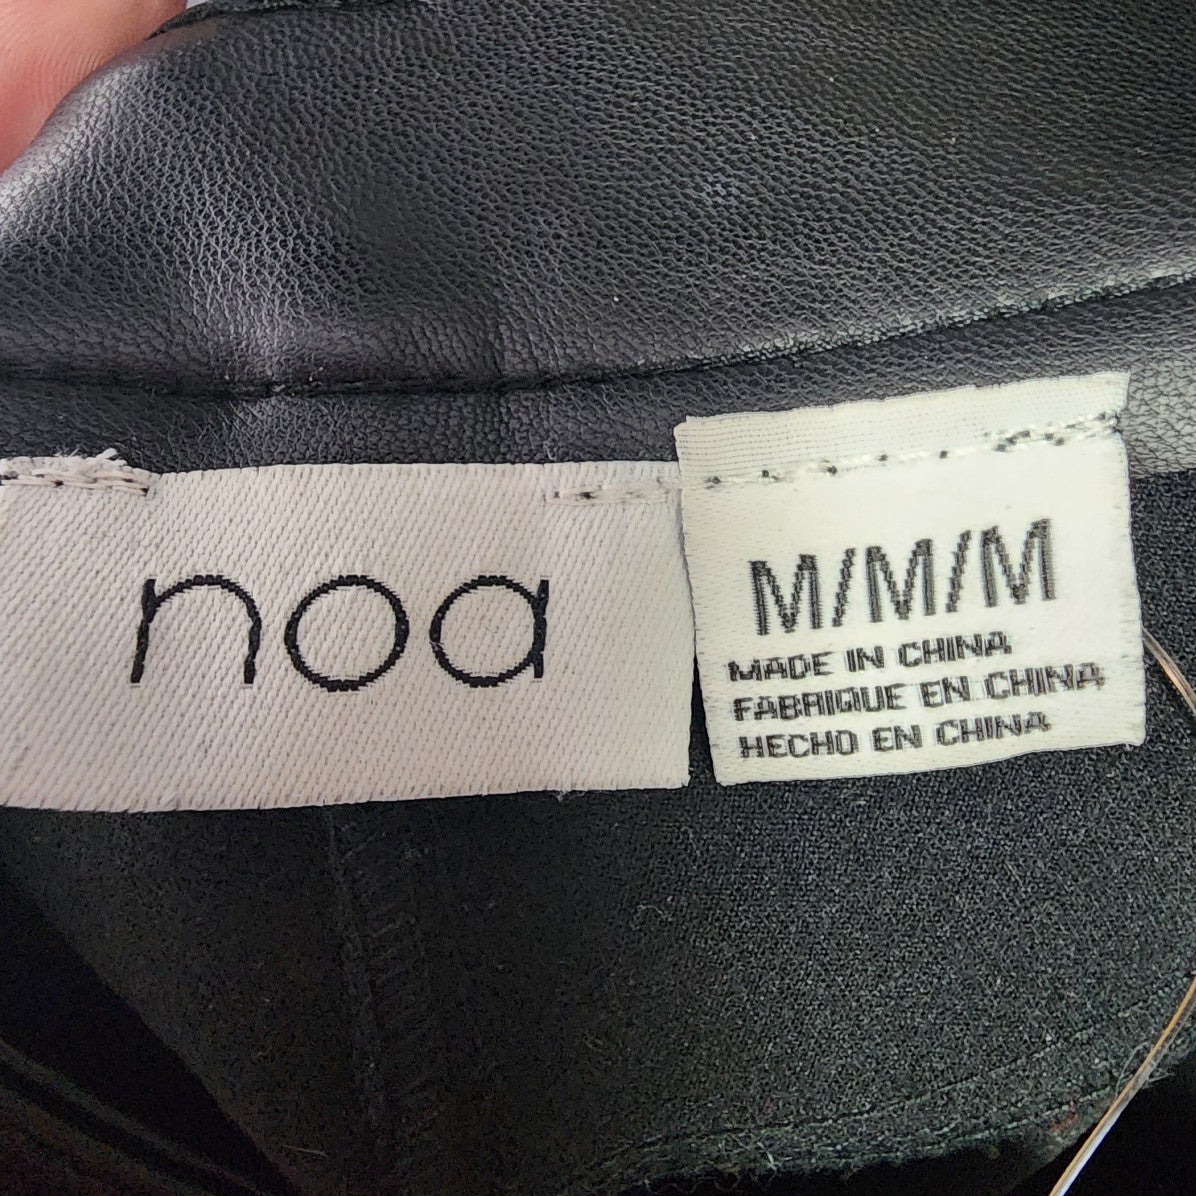 noa
M/M/M
MADE IN CHINA
FABRIQUE EN CHINA
HECHO EN CHINA